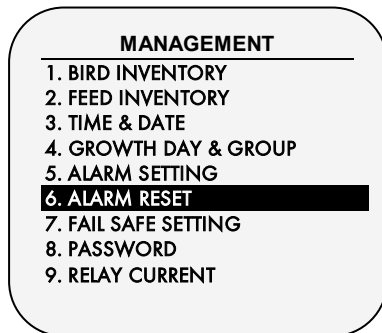 MANAGEMENT
1. BIRD INVENTORY
2. FEED INVENTORY
3. TIME & DATE
4. GROWTH DAY & GROUP
5. ALARM SETTING
6. ALARM RESET
7. FAIL SAFE SETTING
8. PASSWORD
9. RELAY CURRENT